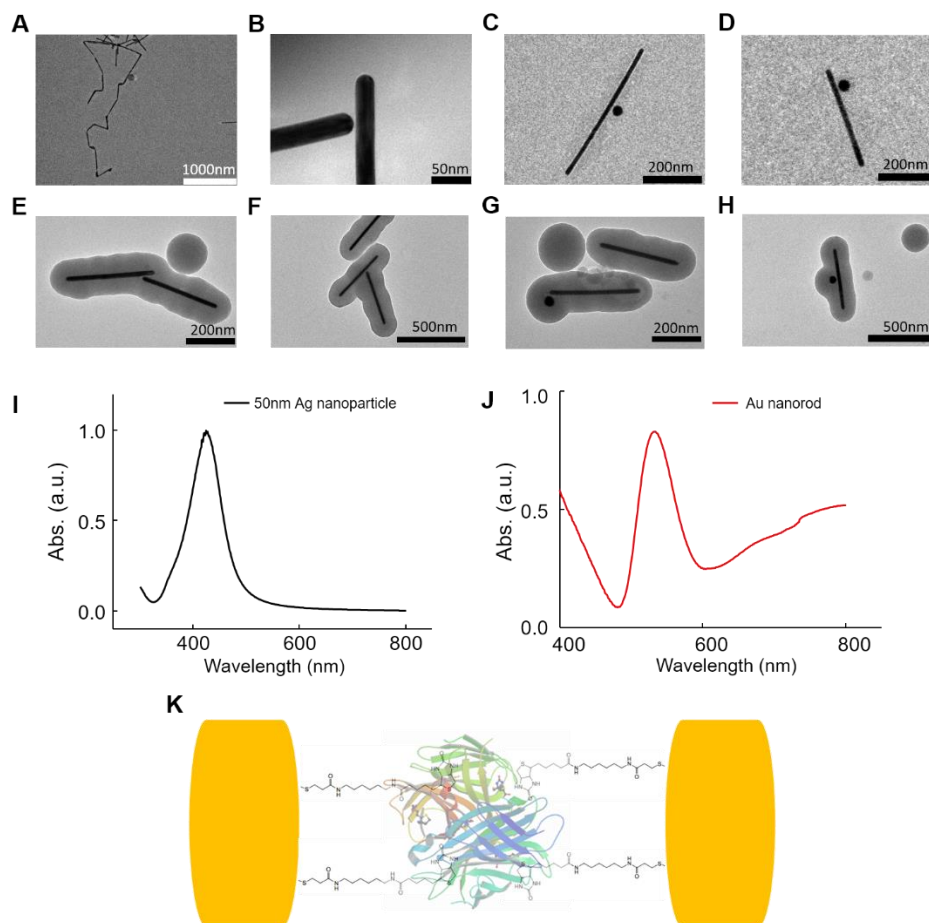 A
B
C
D
1000nm
50nm
200nm
200nm
E
F
G
H
200nm
500nm
200nm
500nm
I
50nm Ag nanoparticle
Abs. (a.u.)
1.0
0.5
0.0
400
600
800
Wavelength (nm)
J
Au nanorod
Abs. (a.u.)
1.0
0.5
0.0
400
600
800
Wavelength (nm)
K